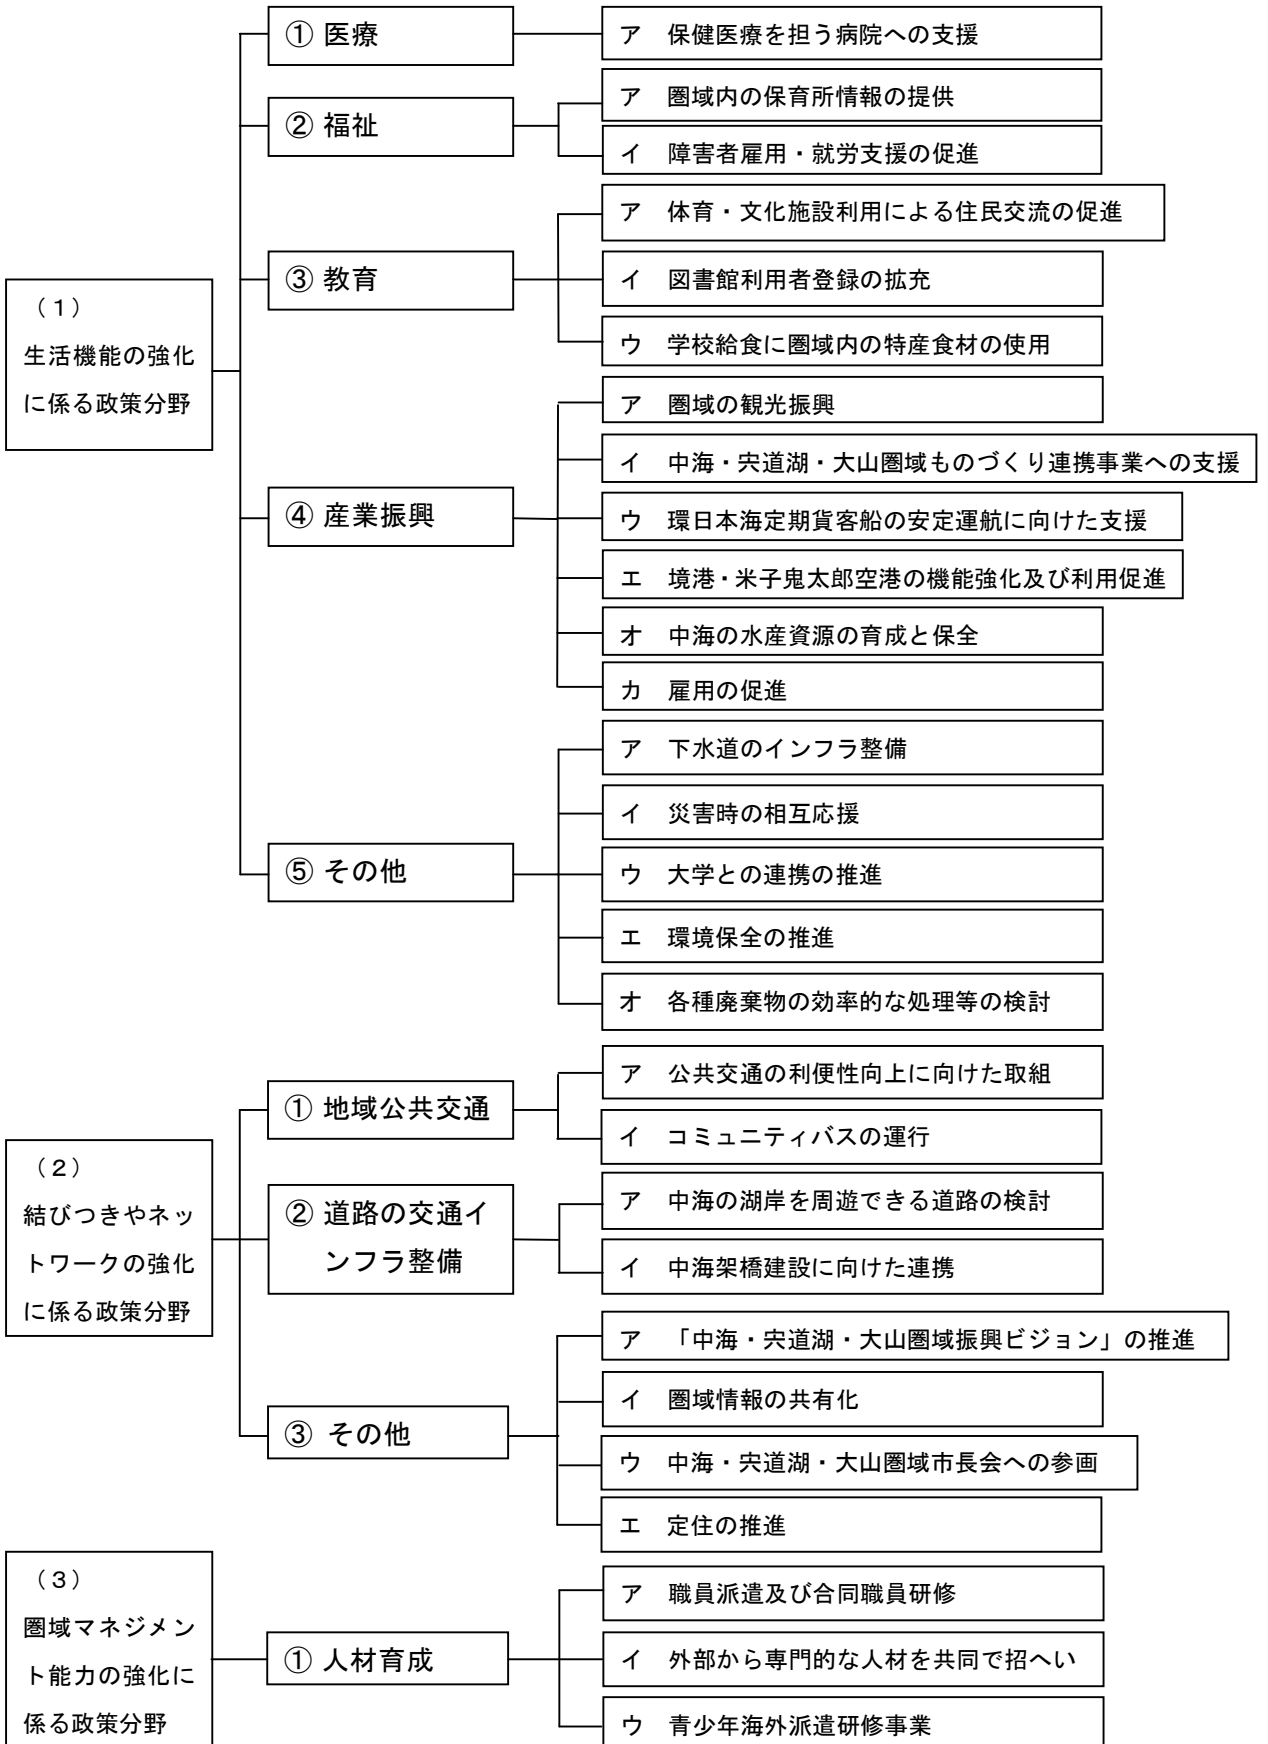 （１）
生活機能の強化
に係る政策分野
① 医療
ア　保健医療を担う病院への支援
② 福祉
ア　圏域内の保育所情報の提供
イ　障害者雇用・就労支援の促進
③ 教育
ア　体育・文化施設利用による住民交流の促進
イ　図書館利用者登録の拡充
ウ　学校給食に圏域内の特産食材の使用
④ 産業振興
ア　圏域の観光振興
イ　中海・宍道湖・大山圏域ものづくり連携事業への支援
ウ　環日本海定期貨客船の安定運航に向けた支援
エ　境港・米子鬼太郎空港の機能強化及び利用促進
オ　中海の水産資源の育成と保全
カ　雇用の促進
⑤ その他
ア　下水道のインフラ整備
イ　災害時の相互応援
ウ　大学との連携の推進
エ　環境保全の推進
オ　各種廃棄物の効率的な処理等の検討
（２）
結びつきやネッ
トワークの強化
に係る政策分野
① 地域公共交通
ア　公共交通の利便性向上に向けた取組
イ　コミュニティバスの運行
② 道路の交通イ
ンフラ整備
ア　中海の湖岸を周遊できる道路の検討
イ　中海架橋建設に向けた連携
③ その他
ア　「中海・宍道湖・大山圏域振興ビジョン」の推進
イ　圏域情報の共有化
ウ　中海・宍道湖・大山圏域市長会への参画
エ　定住の推進
（３）
圏域マネジメン
ト能力の強化に
係る政策分野
① 人材育成
ア　職員派遣及び合同職員研修
イ　外部から専門的な人材を共同で招へい
ウ　青少年海外派遣研修事業